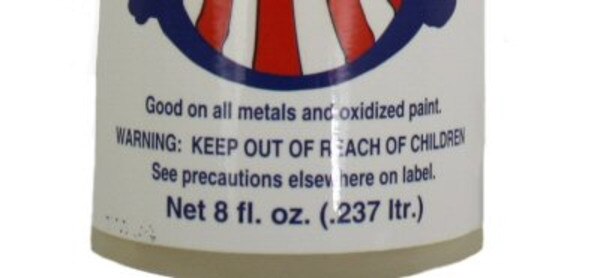 Good on all metals and oxidized paint.
WARNING: KEEP OUT OF REACH OF CHILDREN
See precautions elsewhere on label.
Net 8 fl. oz. (.237 ltr.)